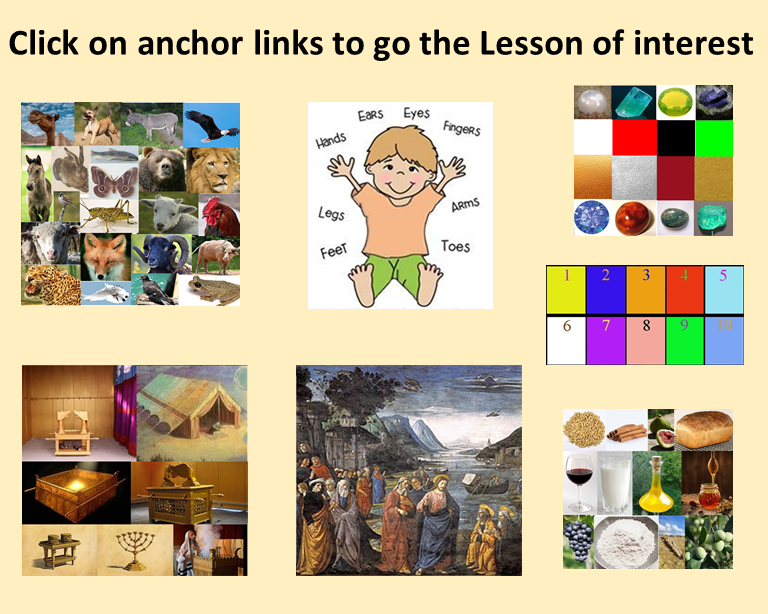 Click on anchor links to go the Lesson of interest
Ears Eyes
Hands Fingers
Legs Arms
Feet Toes
1 2 3 4 5
6 7 8 9 10